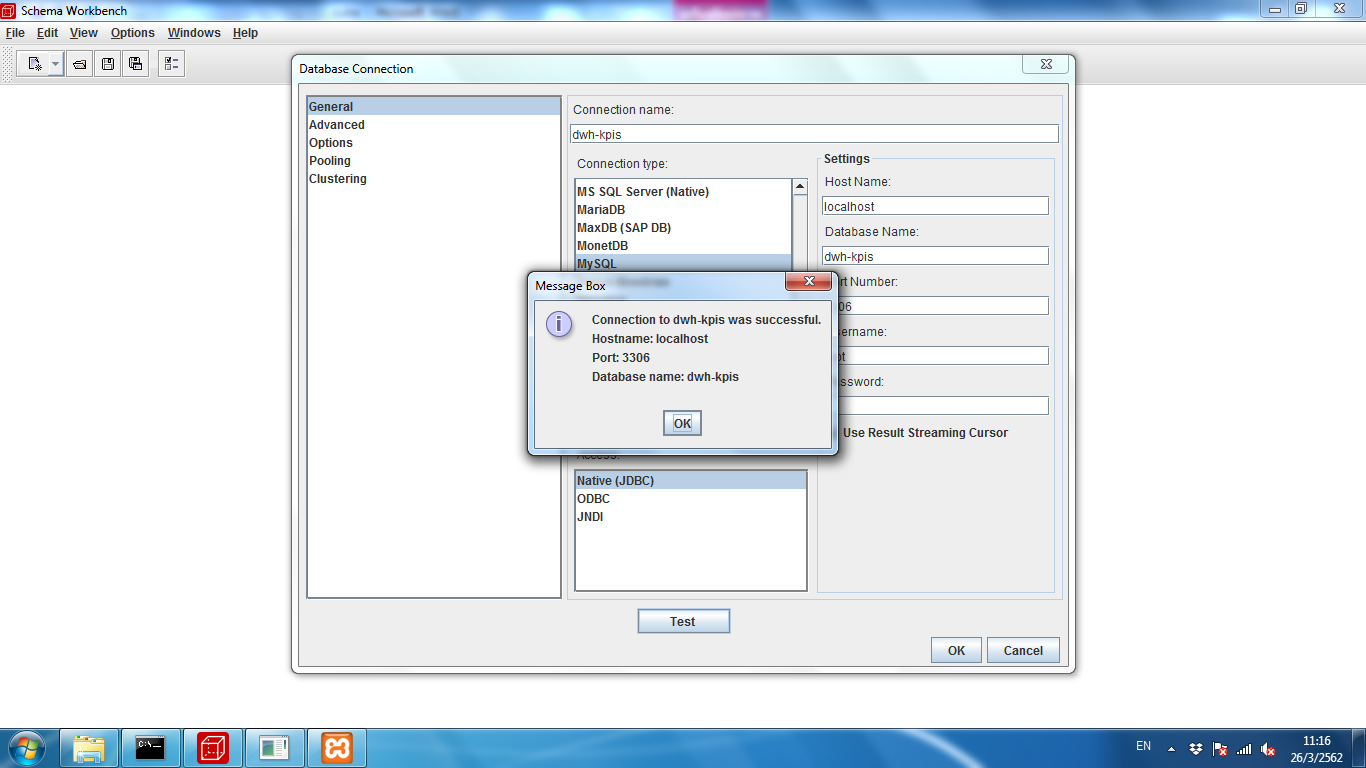 Schema Workbench
File Edit View Options Windows Help
Database Connection
General
Advanced
Options
Pooling
Clustering
Connection name:
dwh-kpis
Connection type:
MS SQL Server (Native)
MariaDB
MaxDB (SAP DB)
MonetDB
MySQL
Settings
Host Name:
localhost
Database Name:
dwh-kpis
Number:
06
Message Box
Connection to dwh-kpis was successful.
Hostname: localhost
Port: 3306
Database name: dwh-kpis
OK
Use Result Streaming Cursor
Access:
Native (JDBC)
ODBC
JNDI
Test
OK Cancel
C:\-
EN
11:16
26/3/2562